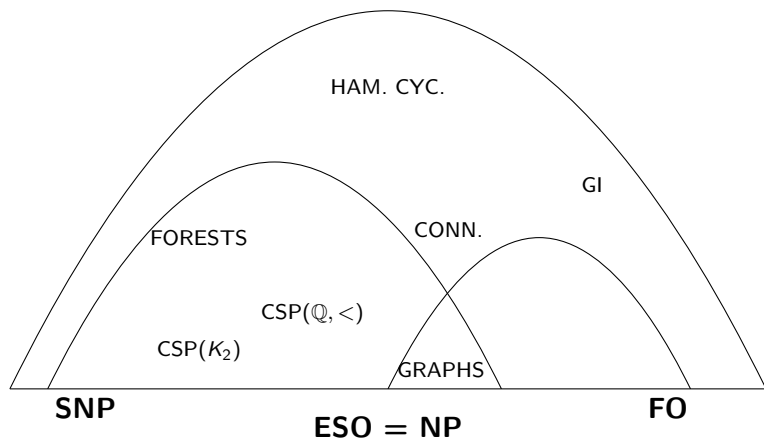 HAM. CYC.
GI
CONN.
FORESTS
CSP(ℚ, <)
CSP(K₂)
GRAPHS
SNP
FO
ESO = NP